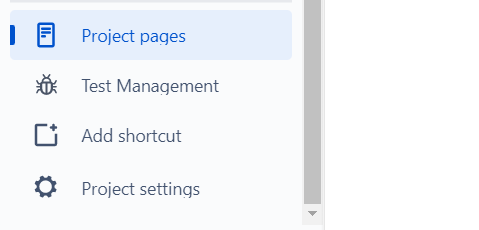 Project pages
Test Management
Add shortcut
Project settings